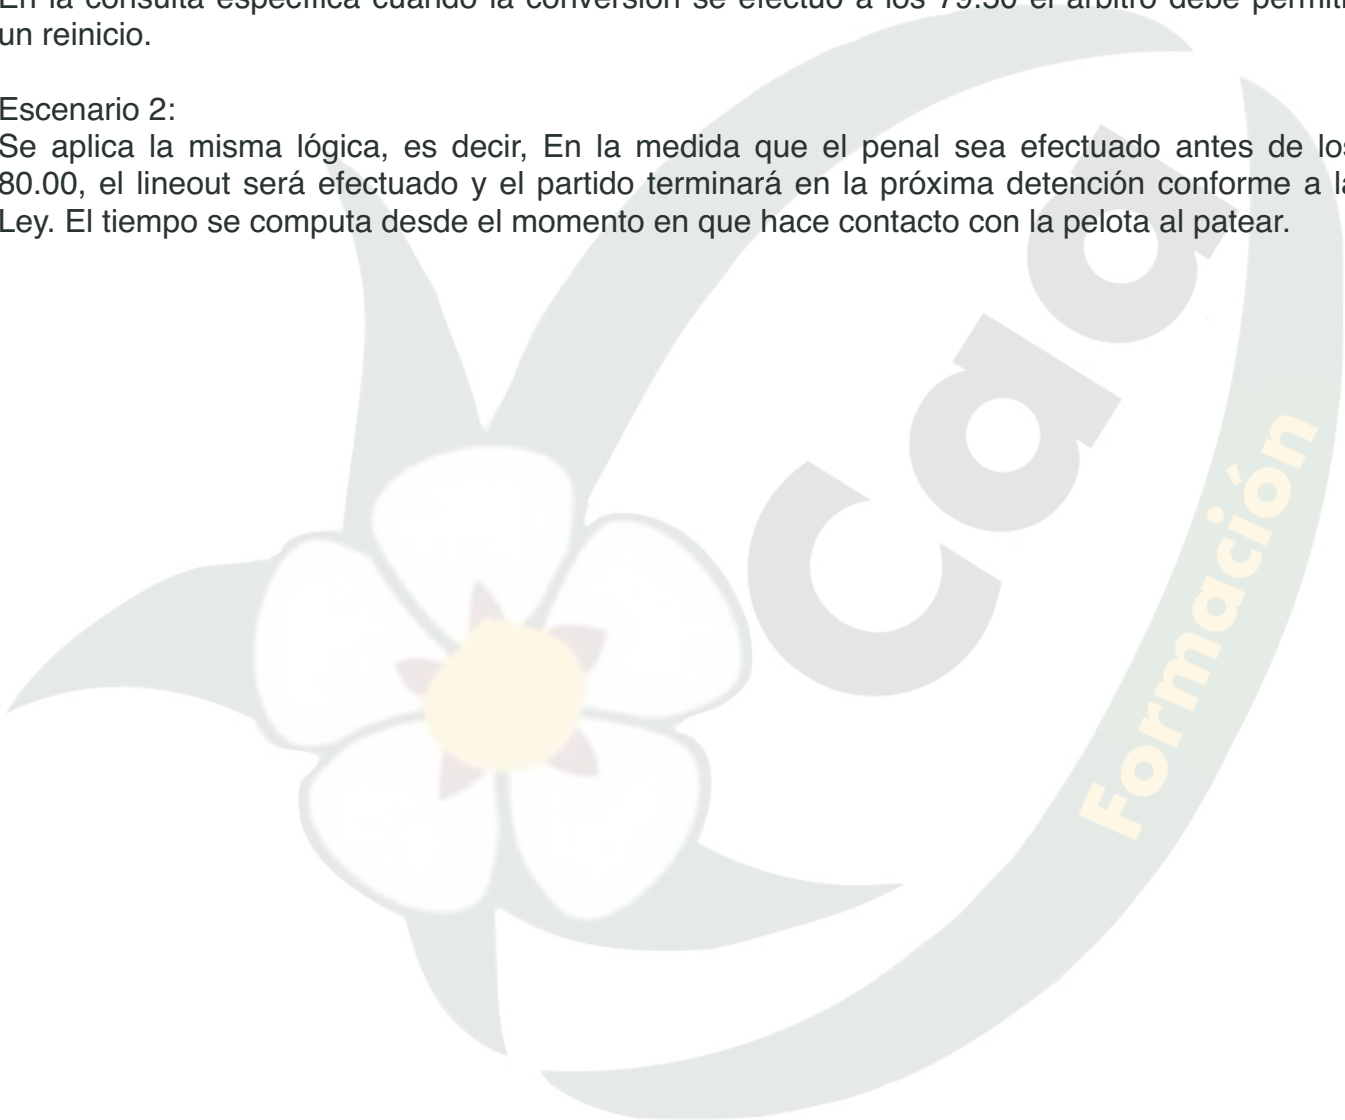 En la consulta específica cuando la conversión se efectuó a los 79.50 el árbitro debe permitir
un reinicio.
Escenario 2:
Se aplica la misma lógica, es decir, En la medida que el penal sea efectuado antes de los
80.00, el lineout será efectuado y el partido terminará en la próxima detención conforme a la
Ley. El tiempo se computa desde el momento en que hace contacto con la pelota al patear.
Caa
Formación